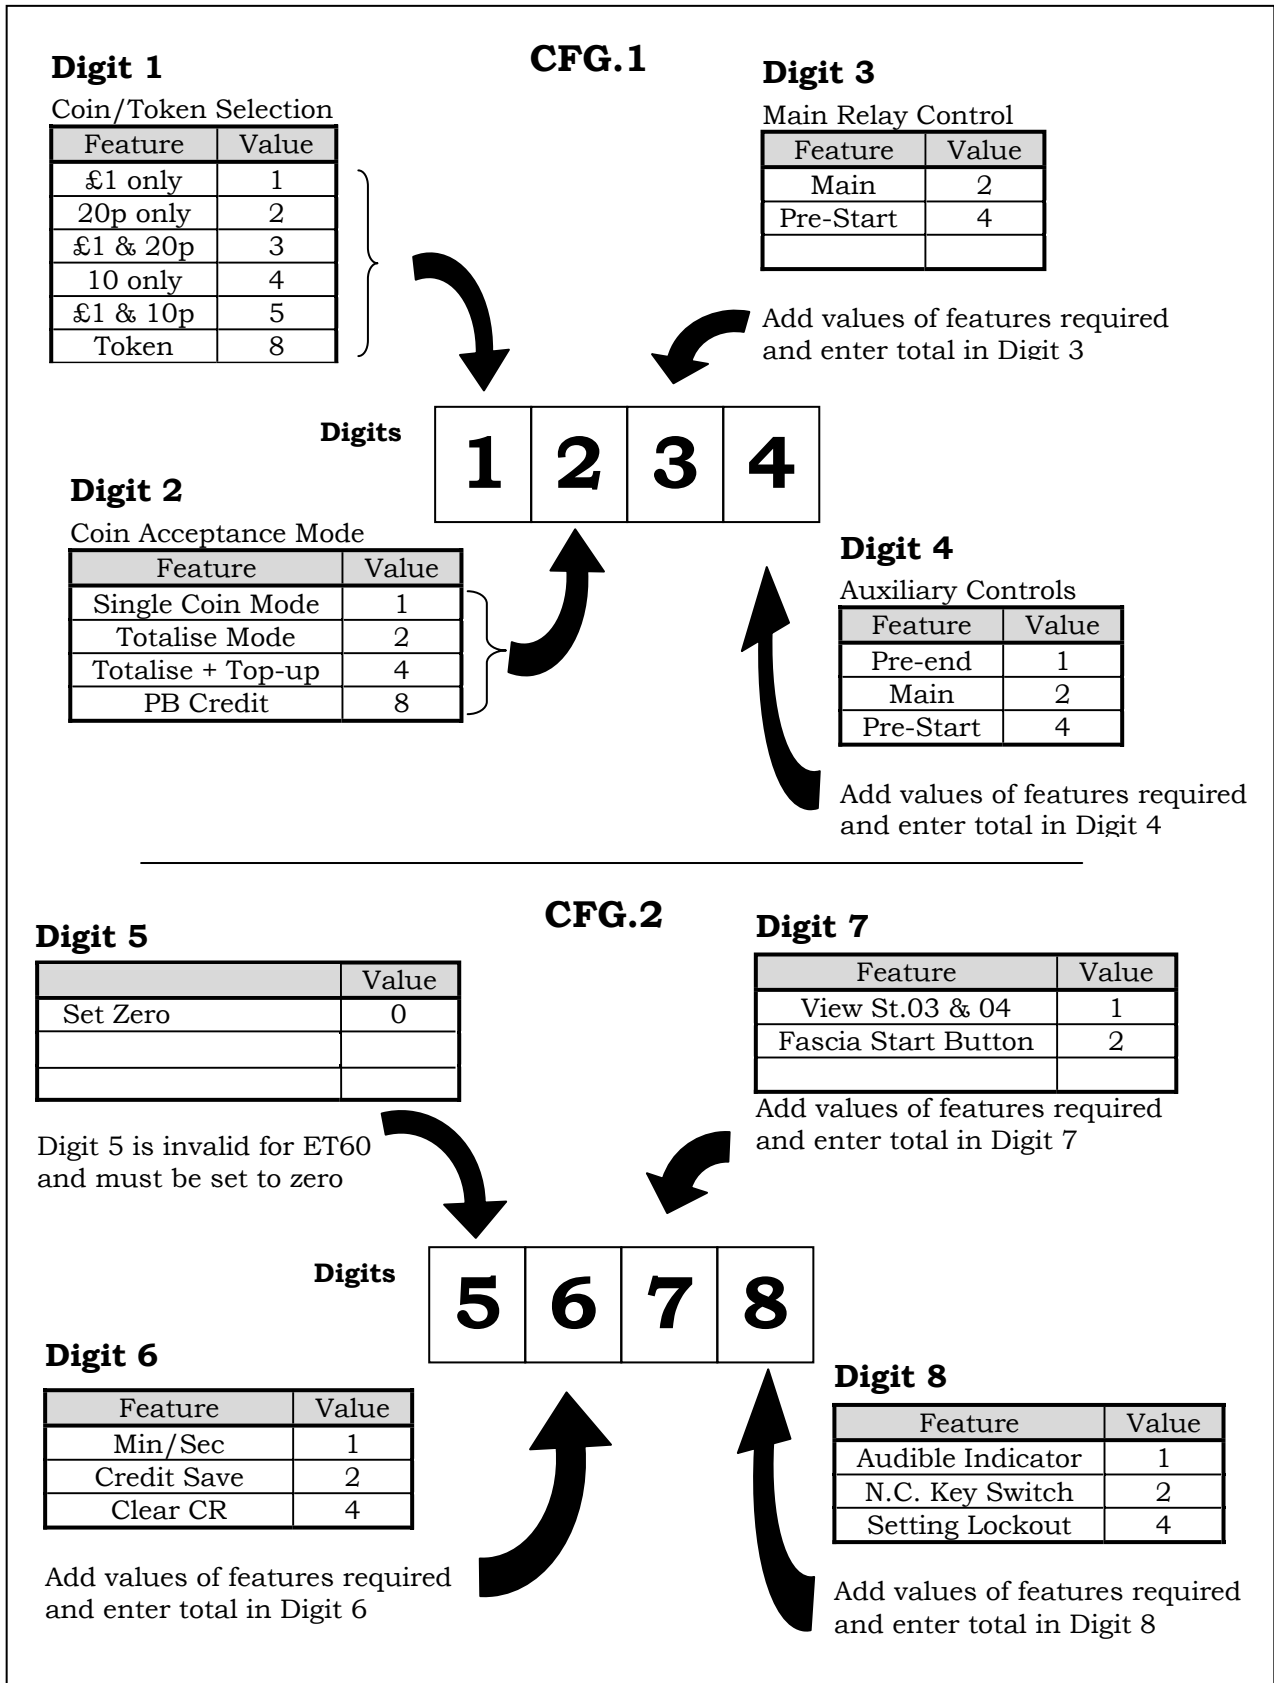 CFG.1
Digit 1
Coin/Token Selection
Feature Value
£1 only 1
20p only 2
£1 & 20p 3
10 only 4
£1 & 10p 5
Token 8
Digit 3
Main Relay Control
Feature Value
Main 2
Pre-Start 4
Add values of features required
and enter total in Digit 3
Digits 1 2 3 4
Digit 2
Coin Acceptance Mode
Feature Value
Single Coin Mode 1
Totalise Mode 2
Totalise + Top-up 4
PB Credit 8
Digit 4
Auxiliary Controls
Feature Value
Pre-end 1
Main 2
Pre-Start 4
Add values of features required
and enter total in Digit 4
CFG.2
Digit 5
Value
Set Zero 0
Digit 5 is invalid for ET60
and must be set to zero
Digit 7
Feature Value
View St.03 & 04 1
Fascia Start Button 2
Add values of features required
and enter total in Digit 7
Digits 5 6 7 8
Digit 6
Feature Value
Min/Sec 1
Credit Save 2
Clear CR 4
Add values of features required
and enter total in Digit 6
Digit 8
Feature Value
Audible Indicator 1
N.C. Key Switch 2
Setting Lockout 4
Add values of features required
and enter total in Digit 8